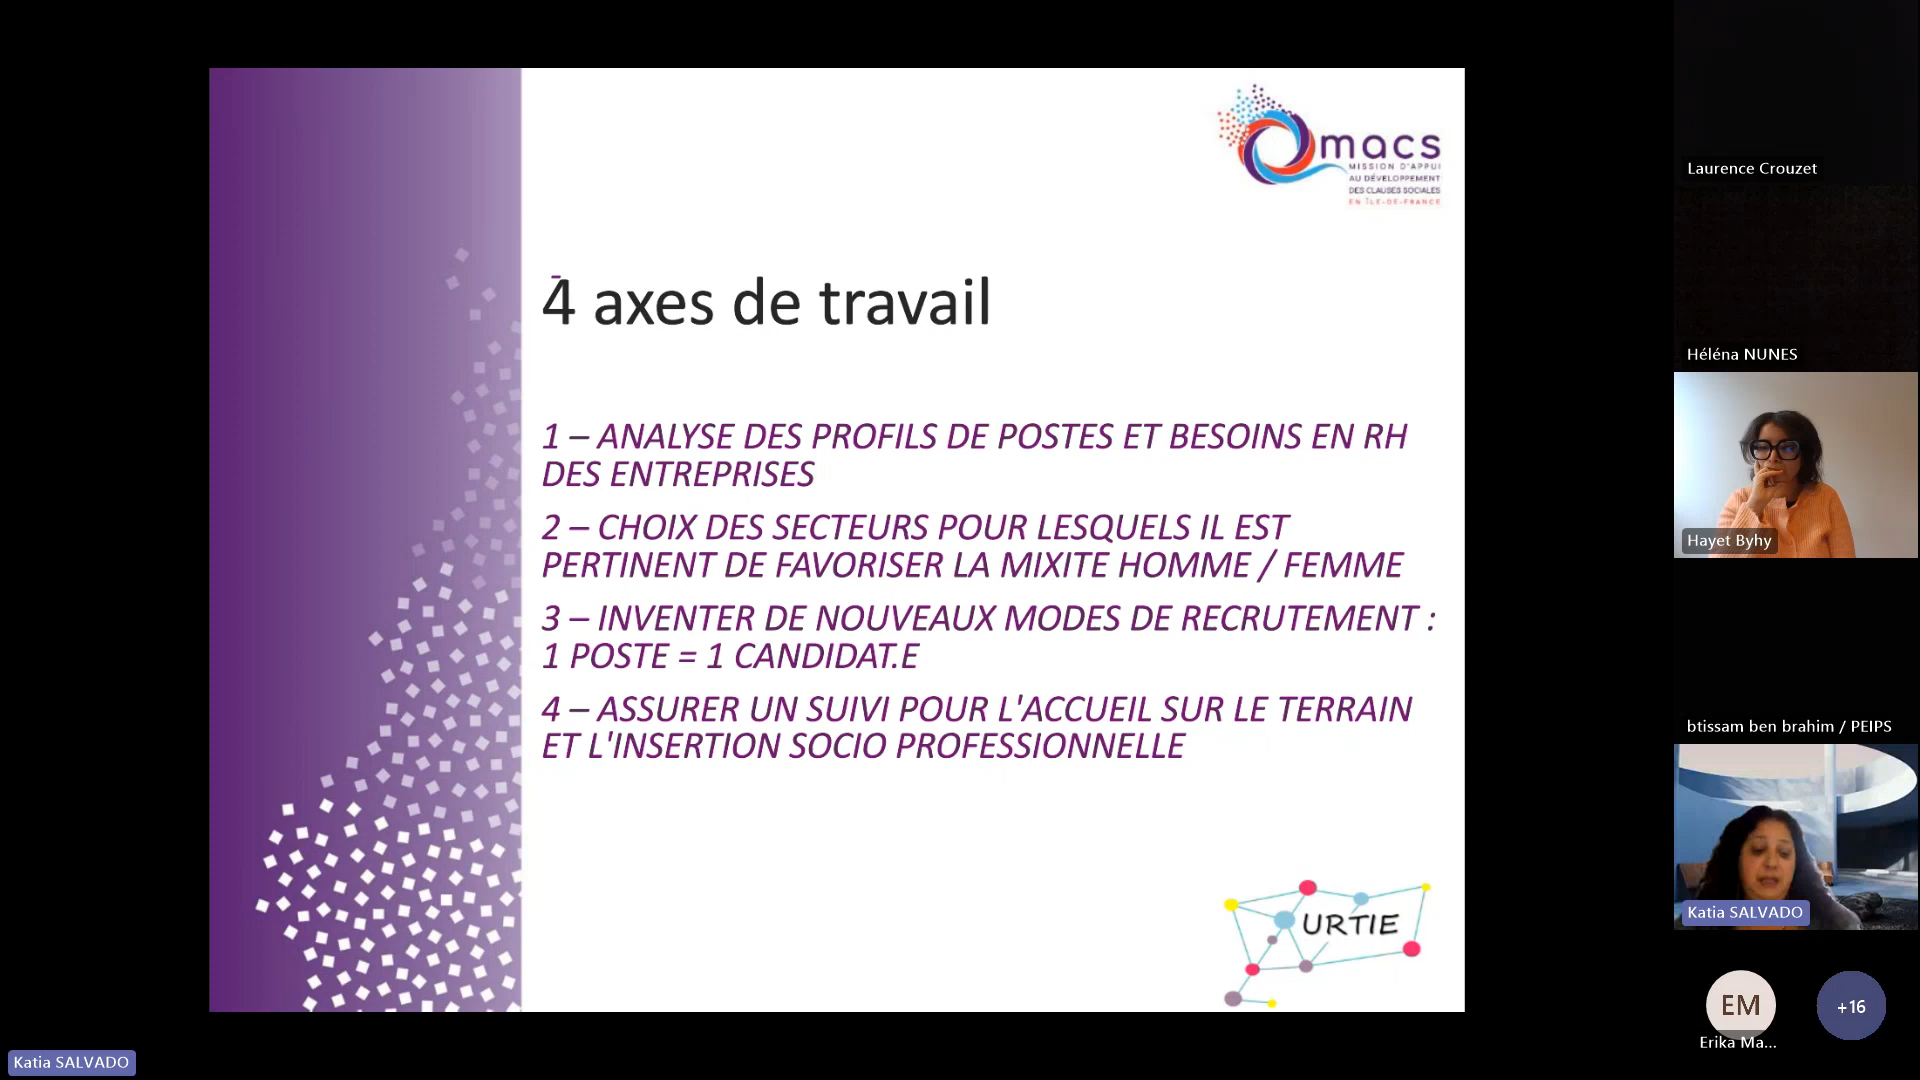 macs
MISSION D'APPUI
AU DÉVELOPPEMENT
DES CLAUSES SOCIALES
EN ÎLE-DE-FRANCE
4 axes de travail
1 – ANALYSE DES PROFILS DE POSTES ET BESOINS EN RH
DES ENTREPRISES
2 – CHOIX DES SECTEURS POUR LESQUELS IL EST
PERTINENT DE FAVORISER LA MIXITE HOMME / FEMME
3 – INVENTER DE NOUVEAUX MODES DE RECRUTEMENT :
1 POSTE = 1 CANDIDAT.E
4 – ASSURER UN SUIVI POUR L'ACCUEIL SUR LE TERRAIN
ET L'INSERTION SOCIO PROFESSIONNELLE
URTIE
Katia SALVADO
Laurence Crouzet
Héléna NUNES
Hayet Byhy
btissam ben brahim / PEIPS
Katia SALVADO
EM
Erika Ma...
+16